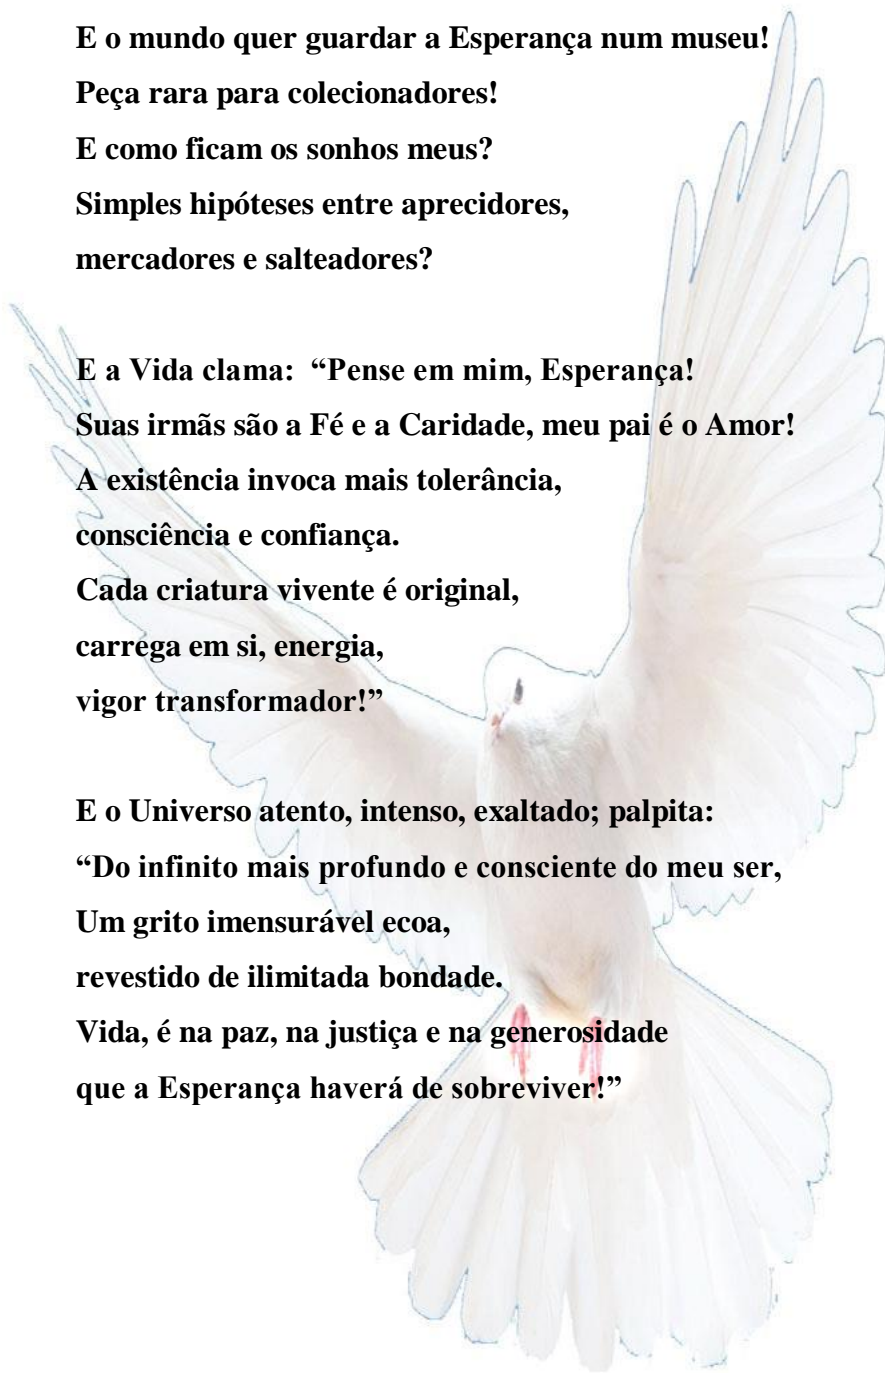 E o mundo quer guardar a Esperança num museu!
Peça rara para colecionadores!
E como ficam os sonhos meus?
Simples hipóteses entre aprecidores,
mercadores e salteadores?
E a Vida clama:  “Pense em mim, Esperança!
Suas irmãs são a Fé e a Caridade, meu pai é o Amor!
A existência invoca mais tolerância,
consciência e confiança.
Cada criatura vivente é original,
carrega em si, energia,
vigor transformador!”
E o Universo atento, intenso, exaltado; palpita:
“Do infinito mais profundo e consciente do meu ser,
Um grito imensurável ecoa,
revestido de ilimitada bondade.
Vida, é na paz, na justiça e na generosidade
que a Esperança haverá de sobreviver!”